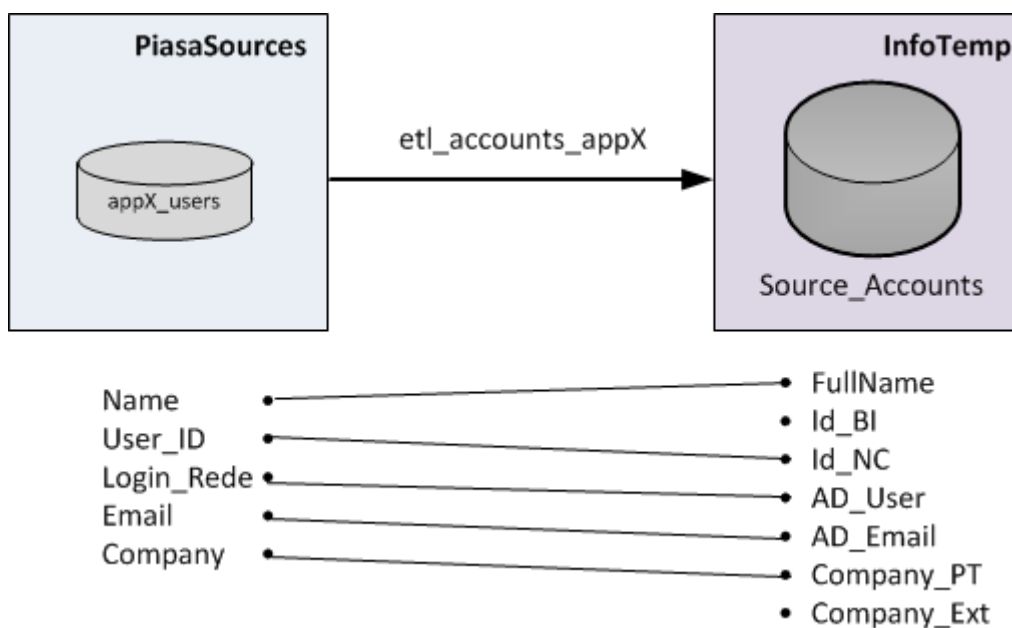 PiasaSources
InfoTemp
etl_accounts_appX
appX_users
Source_Accounts
Name
User_ID
Login_Rede
Email
Company
FullName
Id_BI
Id_NC
AD_User
AD_Email
Company_PT
Company_Ext